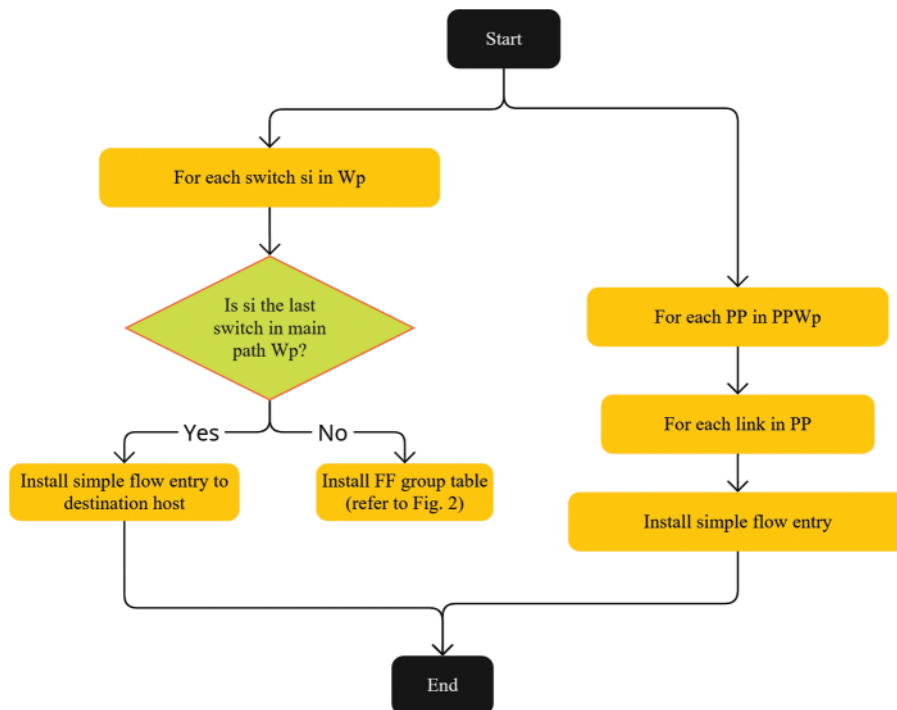 Start
For each switch si in Wp
Is si the last
switch in main
path Wp?
Yes
No
Install simple flow entry to
destination host
Install FF group table
(refer to Fig. 2)
For each PP in PPWp
For each link in PP
Install simple flow entry
End